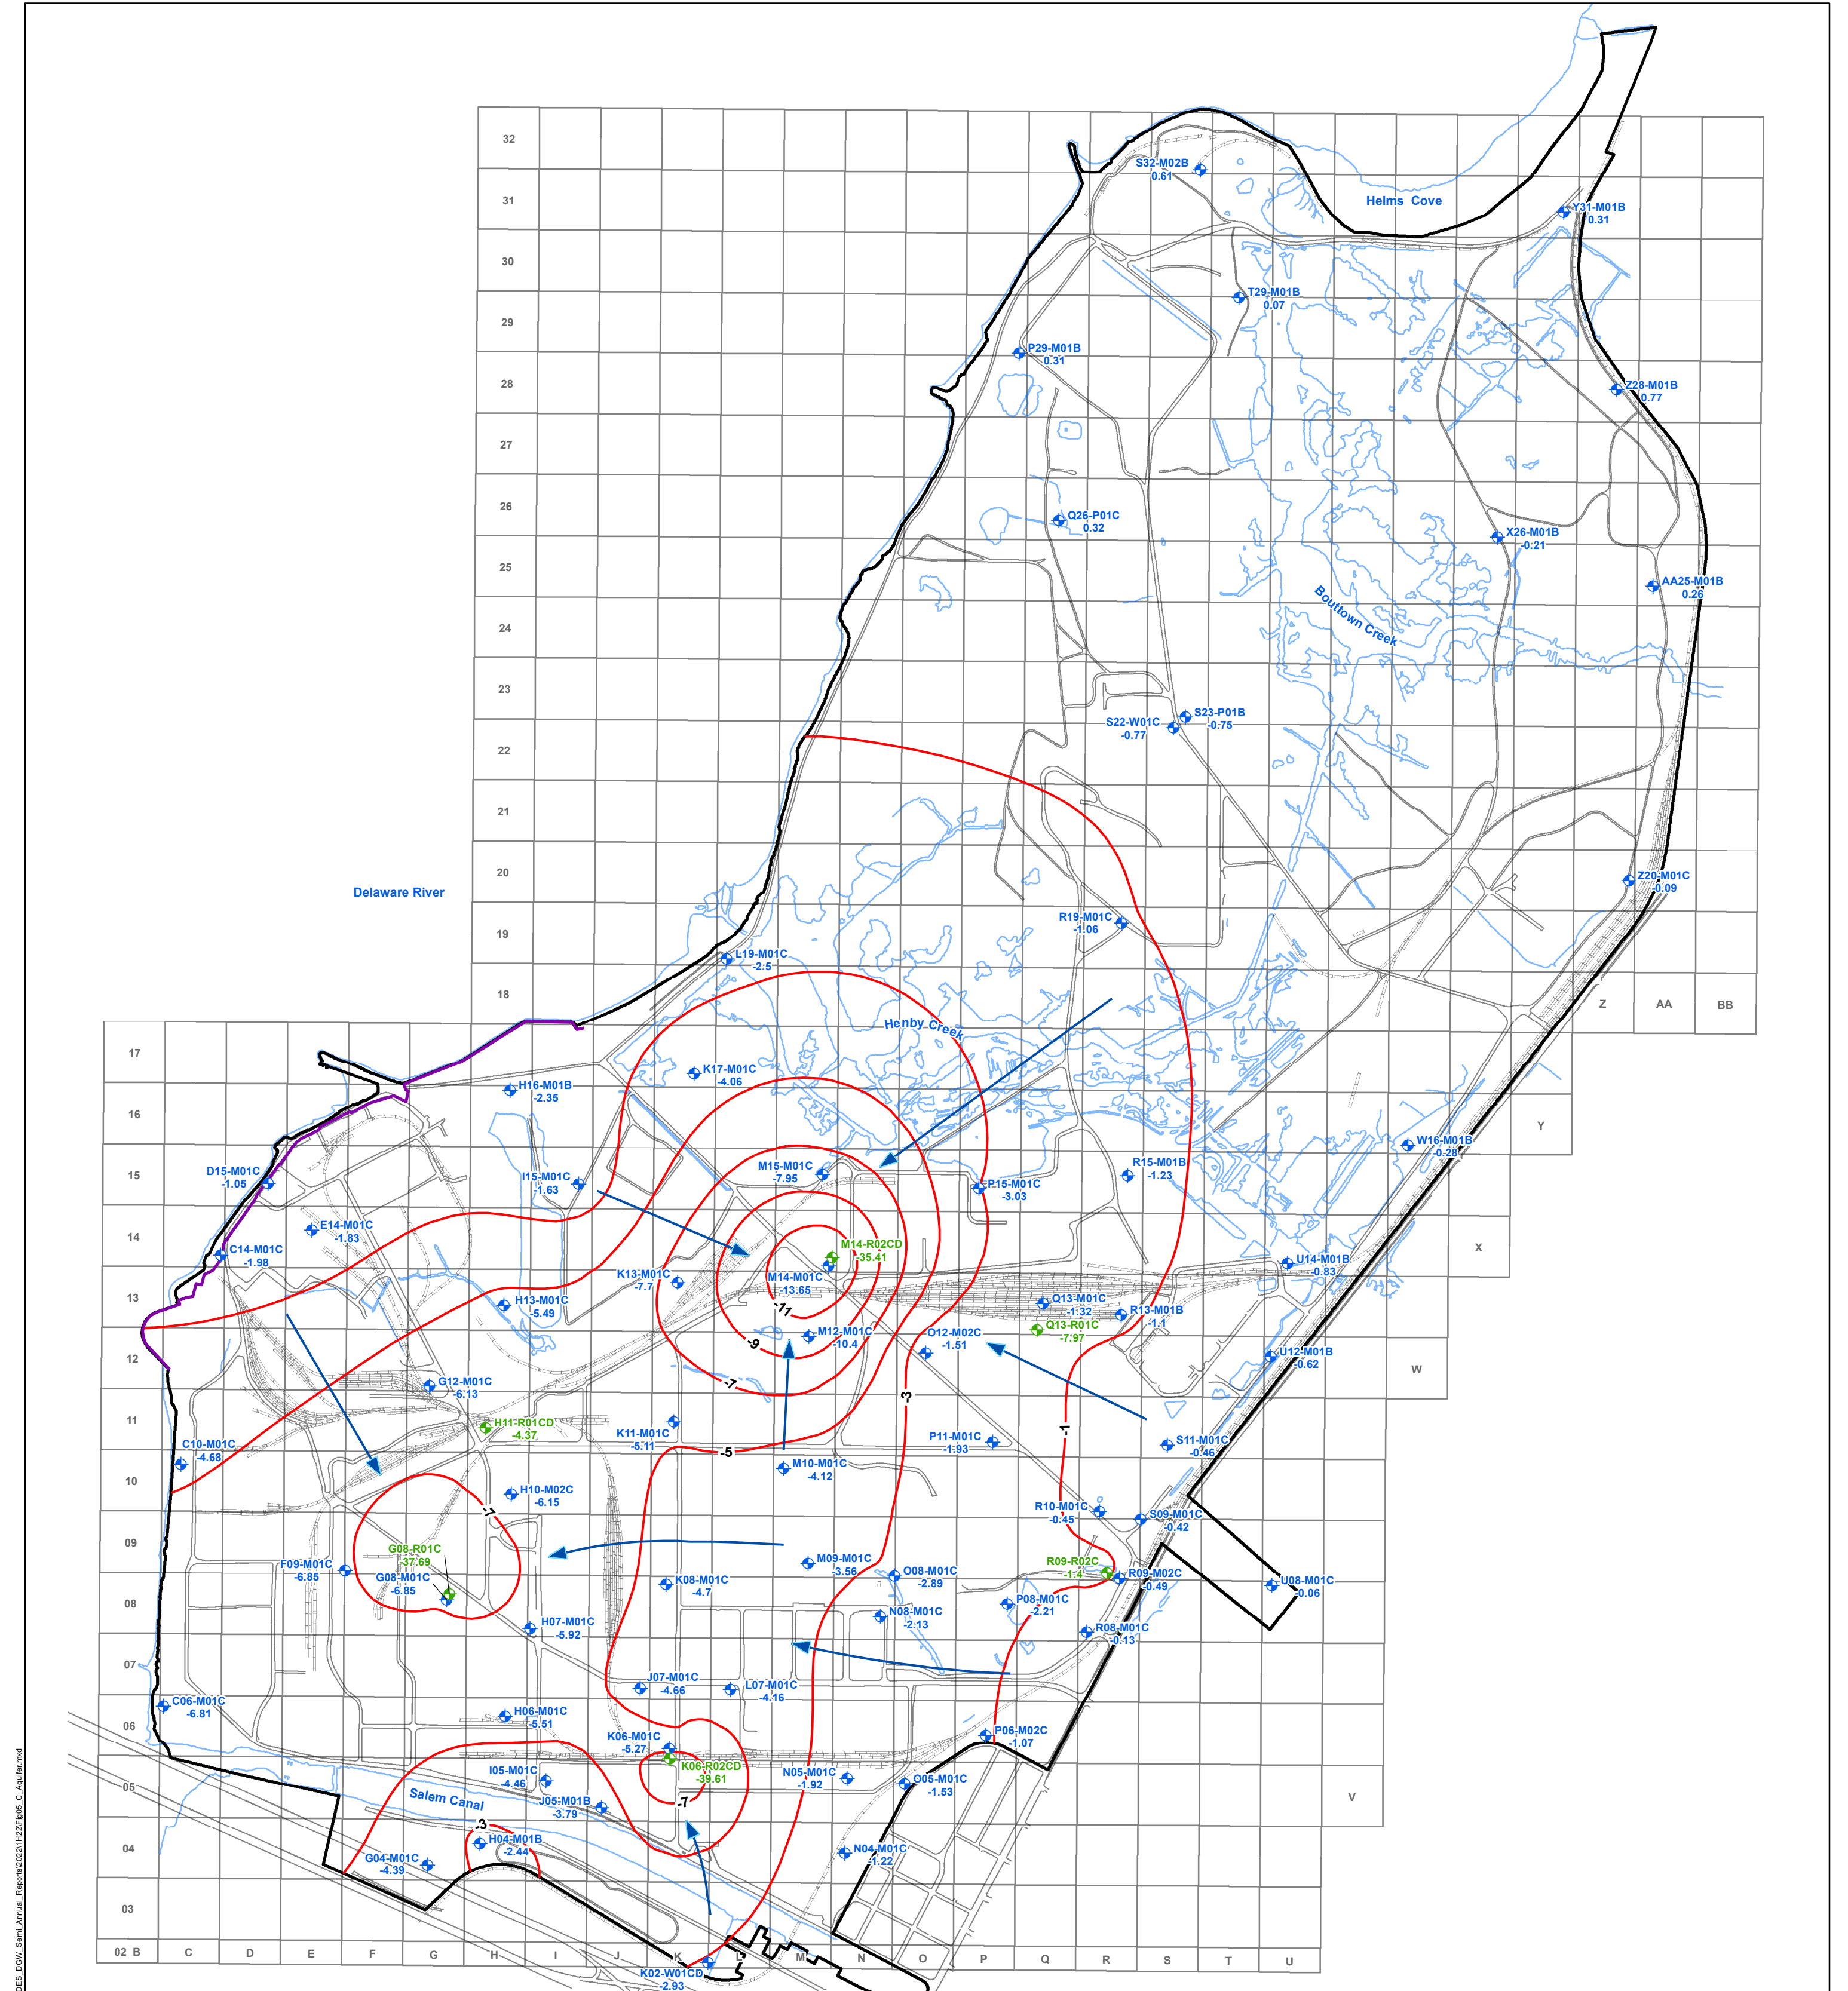 32
S32-M02B
0.61
Helms Cove
31
Y31-M01B
0.31
30
T29-M01B
0.07
29
P29-M01B
0.31
28
Z28-M01B
0.77
27
26
Q26-P01C
0.32
X26-M01B
-0.21
25
AA25-M01B
0.26
Bouttown Creek
24
23
S23-P01B
-0.75
S22-W01C
-0.77
22
21
20
Delaware River
Z20-M01C
-0.09
R19-M01C
-1.06
19
L19-M01C
-2.5
18
Z
AA
BB
Henby Creek
17
K17-M01C
-4.06
H16-M01B
-2.35
16
Y
W16-M01B
-0.28
15
D15-M01C
-1.05
I15-M01C
-1.63
M15-M01C
-7.95
P15-M01C
-3.03
R15-M01B
-1.23
E14-M01C
-1.83
14
C14-M01C
-1.98
M14-R02CD
-35.41
X
U14-M01B
-0.83
K13-M01C
-7.7
M14-M01C
-13.65
13
H13-M01C
-5.49
-11
Q13-M01C
-1.32
R13-M01B
-1.1
Q13-R01C
-7.97
M12-M01C
-10.4
O12-M02C
-1.51
-9
12
U12-M01B
-0.62
W
G12-M01C
-6.13
-7
-3
11
H11-R01CD
-4.37
K11-M01C
-5.11
-1
P11-M01C
-1.93
S11-M01C
-0.46
C10-M01C
-4.68
-5
M10-M01C
-4.12
10
H10-M02C
-6.15
-7
R10-M01C
-0.45
S09-M01C
-0.42
09
G08-R01C
-37.69
F09-M01C
-6.85
G08-M01C
-6.85
M09-M01C
-3.56
O08-M01C
-2.89
R09-R02C
-1.4
R09-M02C
-0.49
K08-M01C
-4.7
U08-M01C
-0.06
08
P08-M01C
-2.21
N08-M01C
-2.13
H07-M01C
-5.92
R08-M01C
-0.13
07
J07-M01C
-4.66
L07-M01C
-4.16
C06-M01C
-6.81
06
H06-M01C
-5.51
K06-M01C
-5.27
P06-M02C
-1.07
K06-R02CD
-39.61
I05-M01C
-4.46
N05-M01C
-1.92
O05-M01C
-1.53
05
V
Salem Canal
J05-M01B
-3.79
-7
-3
H04-M01B
-2.44
04
G04-M01C
-4.39
N04-M01C
-1.22
03
02 B
C
D
E
F
G
H
I
J
K
L
M
N
O
P
Q
R
S
T
U
K02-W01CD
-2.93
DES_DGW_Semi_Annual_Reports\2022\1H22\Fig05_C_Aquifer.mxd